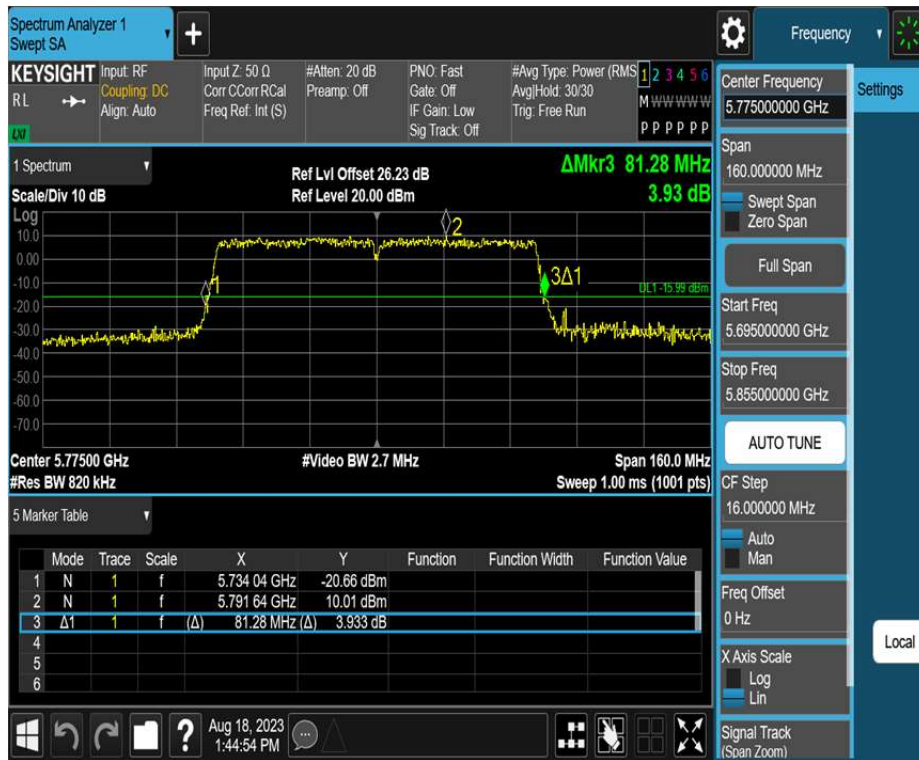 Spectrum Analyzer 1
Swept SA
+
Frequency
KEYSIGHT
RL
LXI
Input: RF
Coupling: DC
Align: Auto
Input Z: 50 Ω
Corr CCorr RCal
Freq Ref: Int (S)
#Atten: 20 dB
Preamp: Off
PNO: Fast
Gate: Off
IF Gain: Low
Sig Track: Off
#Avg Type: Power (RMS
Avg|Hold: 30/30
Trig: Free Run
1 2 3 4 5 6
M W W W W W
P P P P P P
1 Spectrum
Scale/Div 10 dB
Ref Lvl Offset 26.23 dB
Ref Level 20.00 dBm
ΔMkr3 81.28 MHz
3.93 dB
Log
10.0
0.00
-10.0
-20.0
-30.0
-40.0
-50.0
-60.0
-70.0
1
2
3Δ1
DL1 -15.99 dBm
Center 5.77500 GHz
#Video BW 2.7 MHz
Span 160.0 MHz
#Res BW 820 kHz
Sweep 1.00 ms (1001 pts)
5 Marker Table
Mode Trace Scale X Y Function Function Width Function Value
1 N 1 f 5.734 04 GHz -20.66 dBm
2 N 1 f 5.791 64 GHz 10.01 dBm
3 Δ1 1 f (Δ) 81.28 MHz (Δ) 3.933 dB
4
5
6
?
Aug 18, 2023
1:44:54 PM
Center Frequency
5.775000000 GHz
Span
160.000000 MHz
Swept Span
Zero Span
Full Span
Start Freq
5.695000000 GHz
Stop Freq
5.855000000 GHz
AUTO TUNE
CF Step
16.000000 MHz
Auto
Man
Freq Offset
0 Hz
X Axis Scale
Log
Lin
Signal Track
(Span Zoom)
Settings
Local